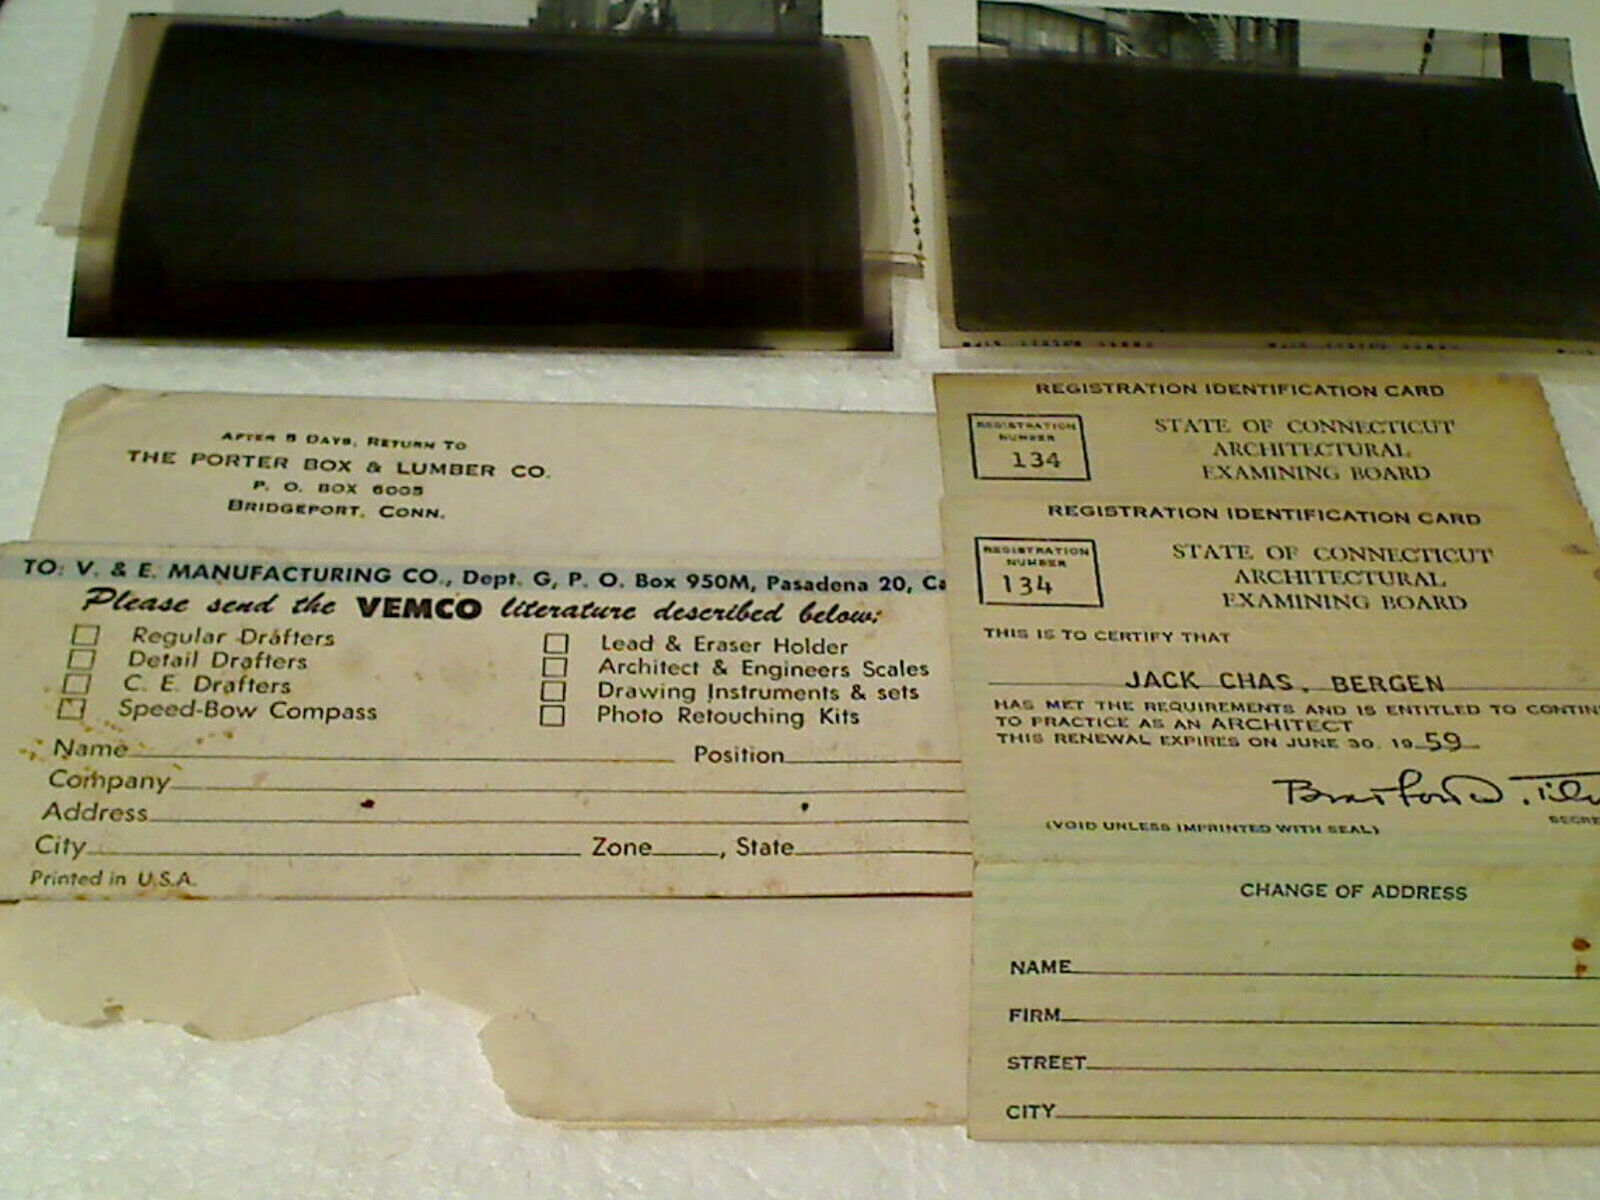 AFTER 5 DAYS, RETURN TO
THE PORTER BOX & LUMBER CO.
P. O. BOX 6005
BRIDGEPORT, CONN.
TO: V. & E. MANUFACTURING CO., Dept. G, P. O. Box 950M, Pasadena 20, Ca
Please send the VEMCO literature described below:
Regular Drafters
Detail Drafters
C. E. Drafters
Speed-Bow Compass
Lead & Eraser Holder
Architect & Engineers Scales
Drawing Instruments & sets
Photo Retouching Kits
Name Position
Company
Address
City Zone , State
Printed in U.S.A.
REGISTRATION IDENTIFICATION CARD
REGISTRATION
NUMBER
134
STATE OF CONNECTICUT
ARCHITECTURAL
EXAMINING BOARD
REGISTRATION IDENTIFICATION CARD
REGISTRATION
NUMBER
134
STATE OF CONNECTICUT
ARCHITECTURAL
EXAMINING BOARD
THIS IS TO CERTIFY THAT
JACK CHAS. BERGEN
HAS MET THE REQUIREMENTS AND IS ENTITLED TO CONTIN
TO PRACTICE AS AN ARCHITECT
THIS RENEWAL EXPIRES ON JUNE 30, 1959
SECRE
(VOID UNLESS IMPRINTED WITH SEAL)
CHANGE OF ADDRESS
NAME
FIRM
STREET
CITY